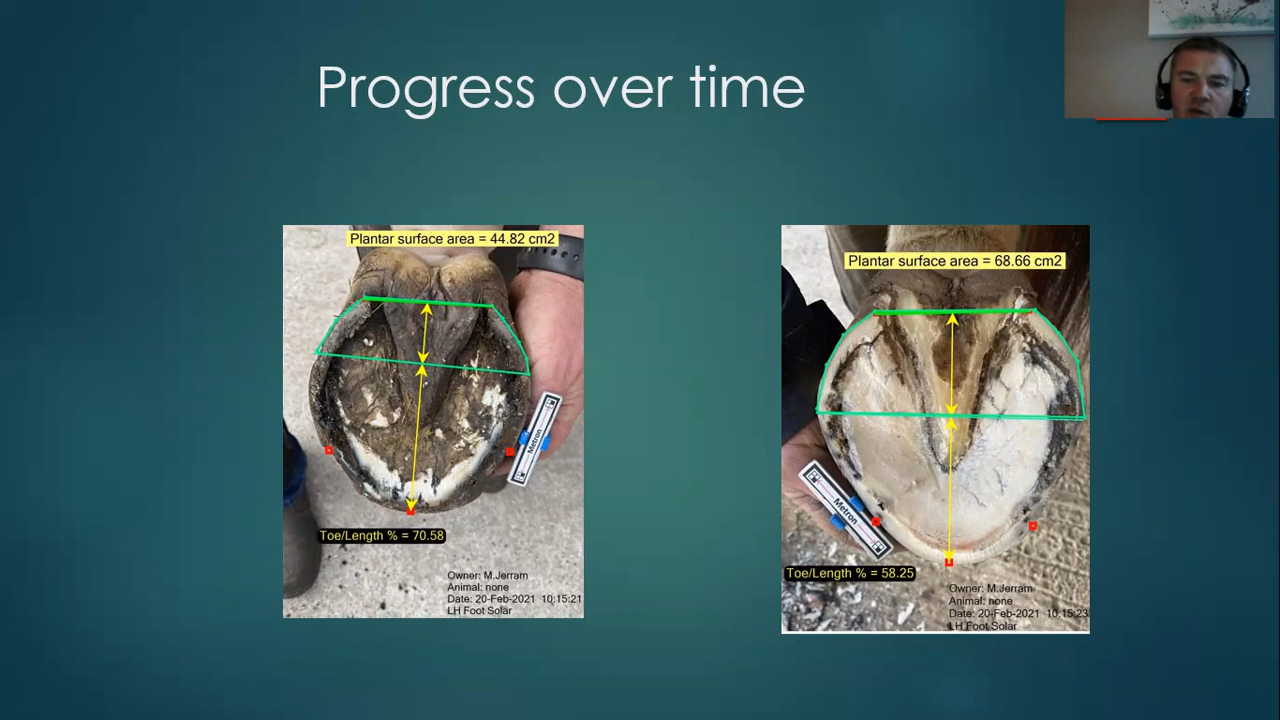 Progress over time
Plantar surface area = 44.82 cm2
Metron
Toe/Length % = 70.58
Owner: M.Jerram
Animal: none
Date: 20-Feb-2021 10:15:21
LH Foot Solar
Plantar surface area = 68.66 cm2
Metron
Toe/Length % = 58.25
Owner: M.Jerram
Animal: none
Date: 20-Feb-2021 10:15:23
LH Foot Solar